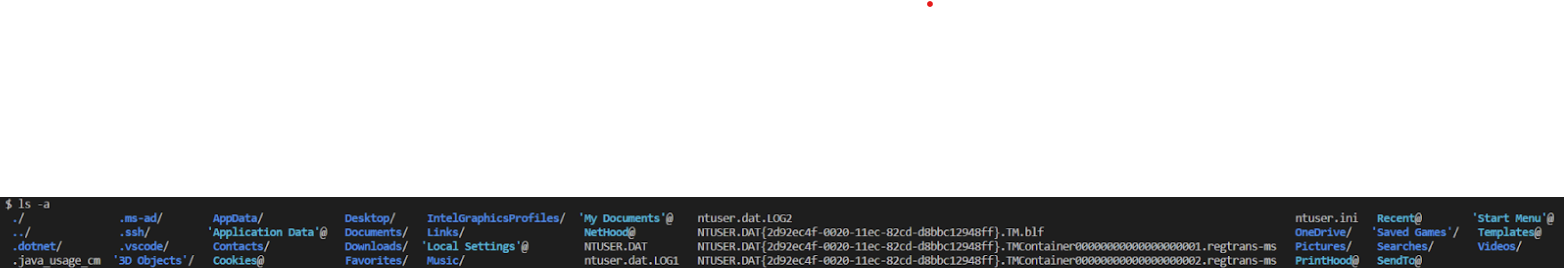 $ ls -a
./ .ms-ad/ AppData/ Desktop/ IntelGraphicsProfiles/ 'My Documents'@ ntuser.dat.LOG2 ntuser.ini Recent@ 'Start Menu'@
../ .ssh/ 'Application Data'@ Documents/ Links/ NetHood@ NTUSER.DAT{2d92ec4f-0020-11ec-82cd-d8bbc12948ff}.TM.blf OneDrive/ 'Saved Games'/ Templates@
.dotnet/ .vscode/ Contacts/ Downloads/ 'Local Settings'@ NTUSER.DAT NTUSER.DAT{2d92ec4f-0020-11ec-82cd-d8bbc12948ff}.TMContainer00000000000000000001.regtrans-ms Pictures/ Searches/ Videos/
.java_usage_cm '3D Objects'/ Cookies@ Favorites/ Music/ ntuser.dat.LOG1 NTUSER.DAT{2d92ec4f-0020-11ec-82cd-d8bbc12948ff}.TMContainer00000000000000000002.regtrans-ms PrintHood@ SendTo@